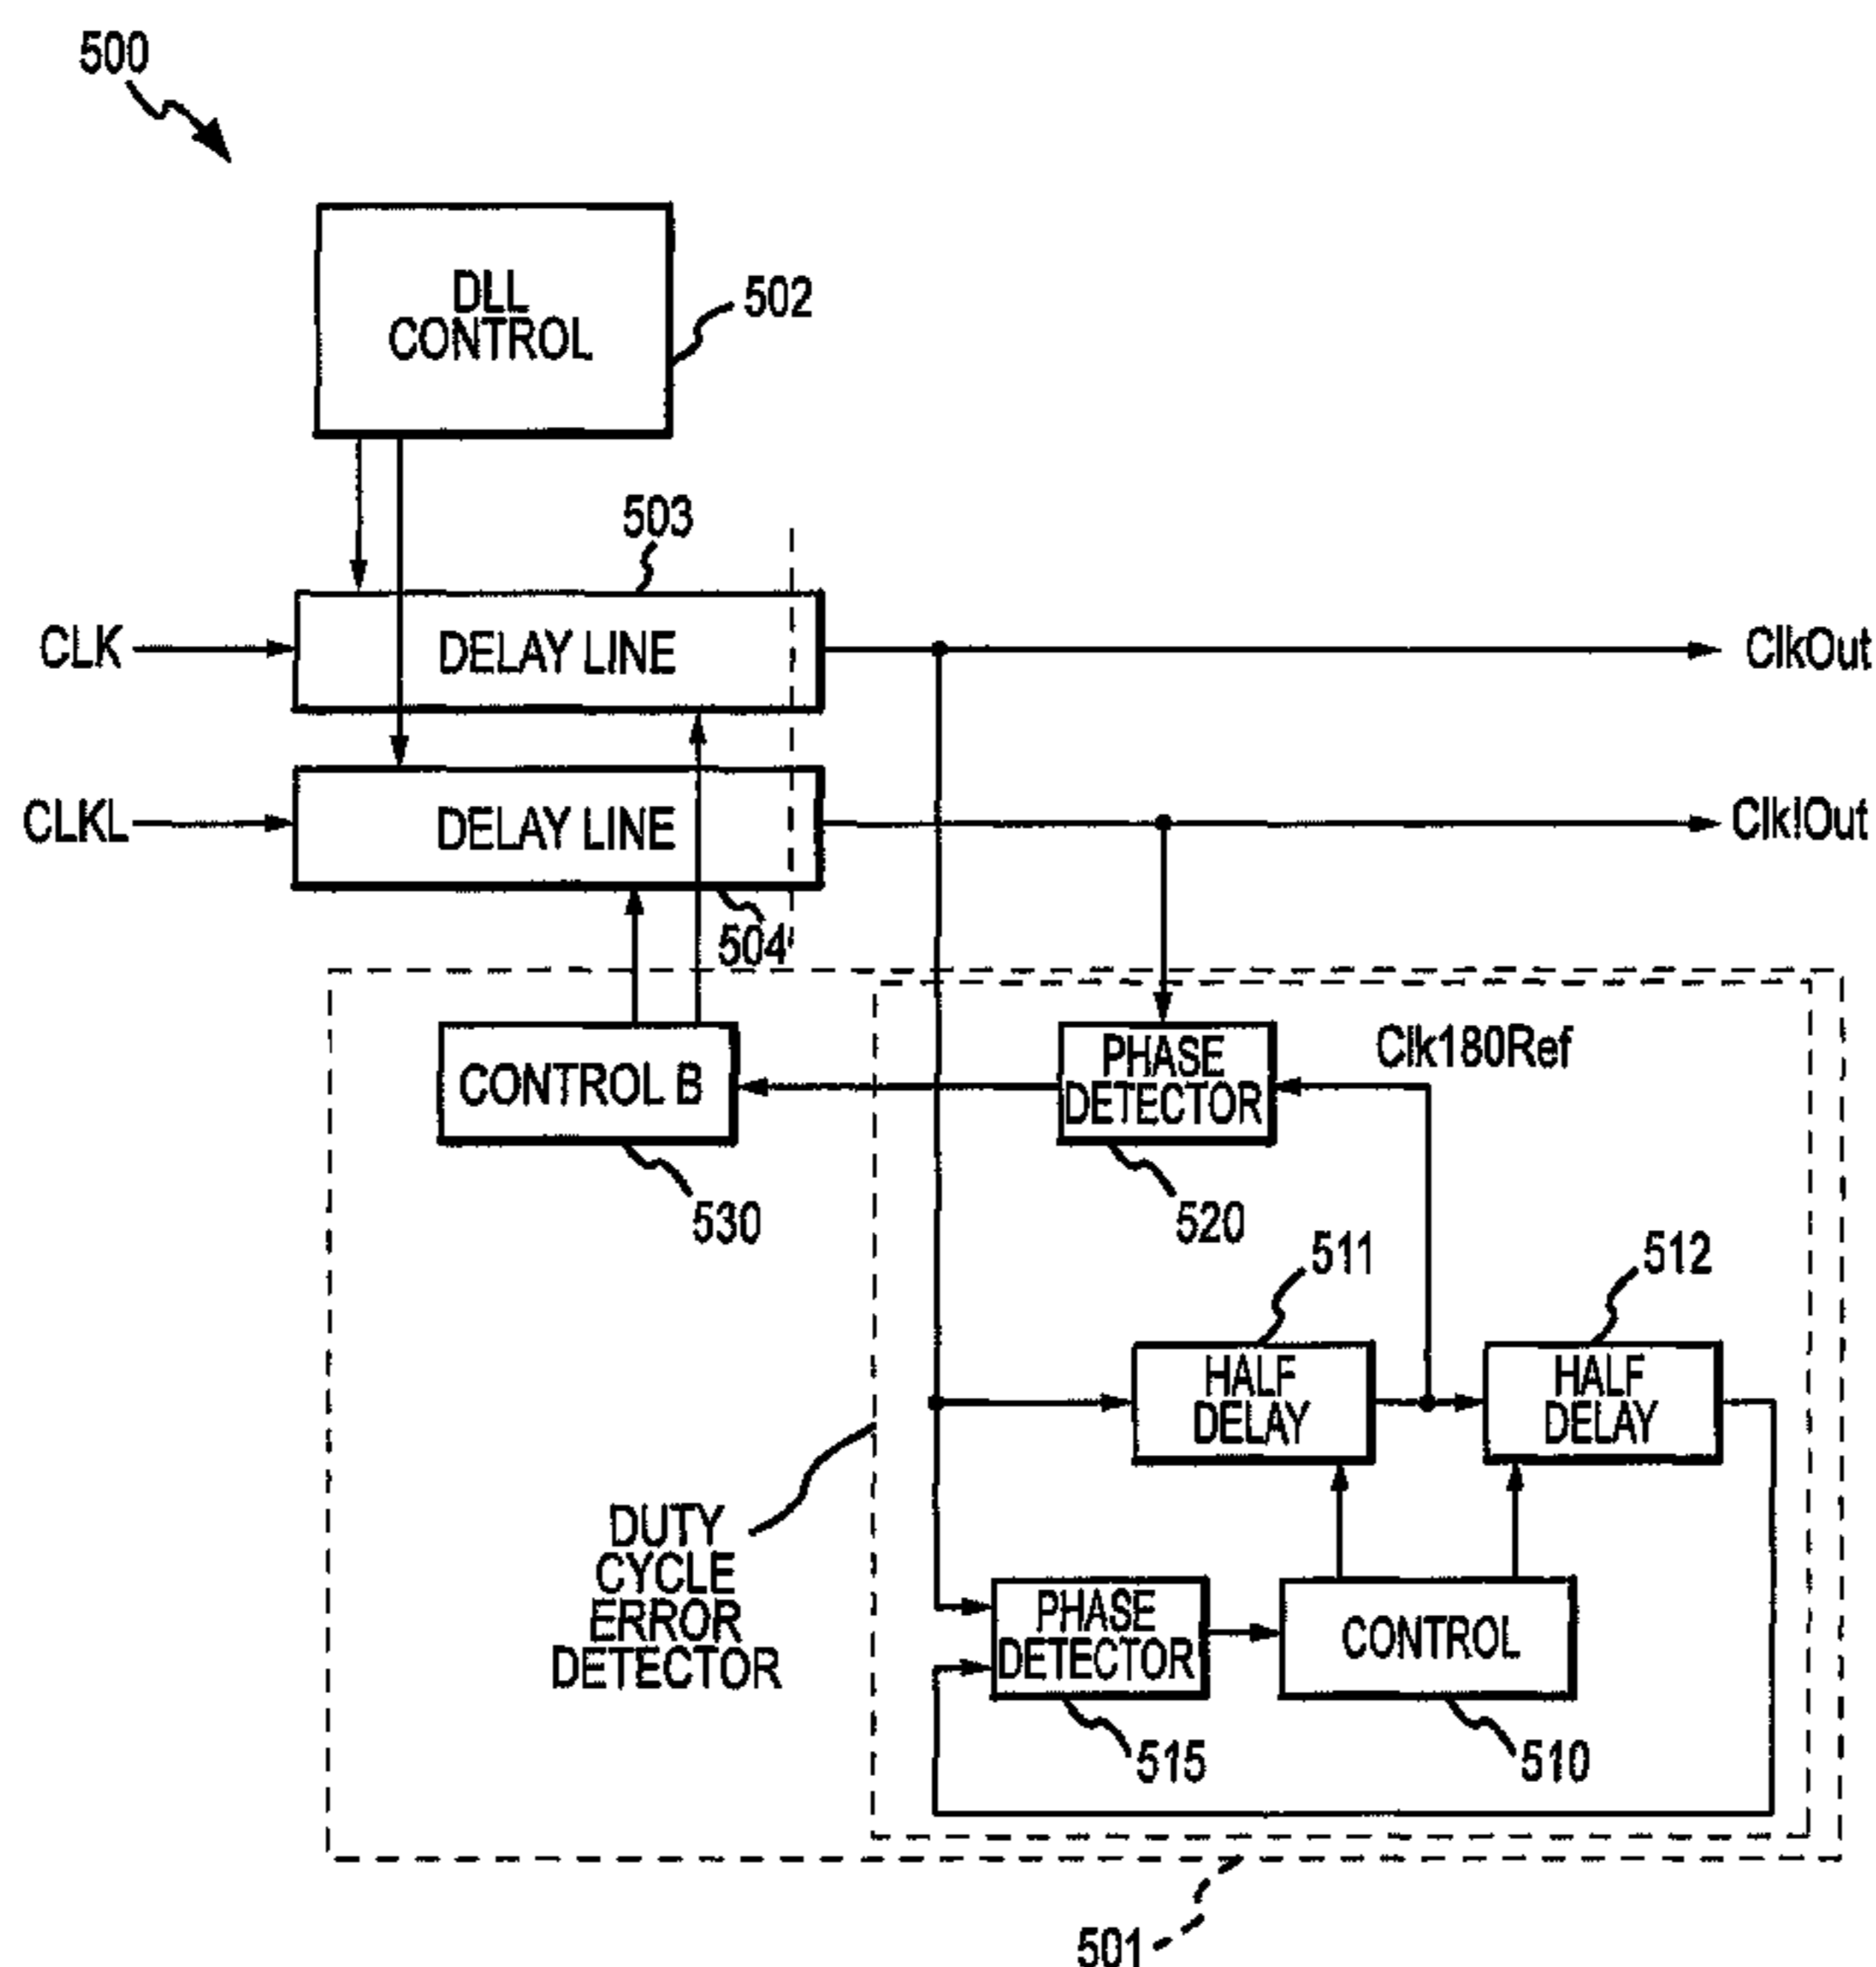 500
DLL
CONTROL
502
503
CLK
DELAY LINE
ClkOut
CLKL
DELAY LINE
Clk!Out
504
CONTROL B
PHASE
DETECTOR
Clk180Ref
530
520
511
512
HALF
DELAY
HALF
DELAY
DUTY
CYCLE
ERROR
DETECTOR
PHASE
DETECTOR
CONTROL
515
510
501